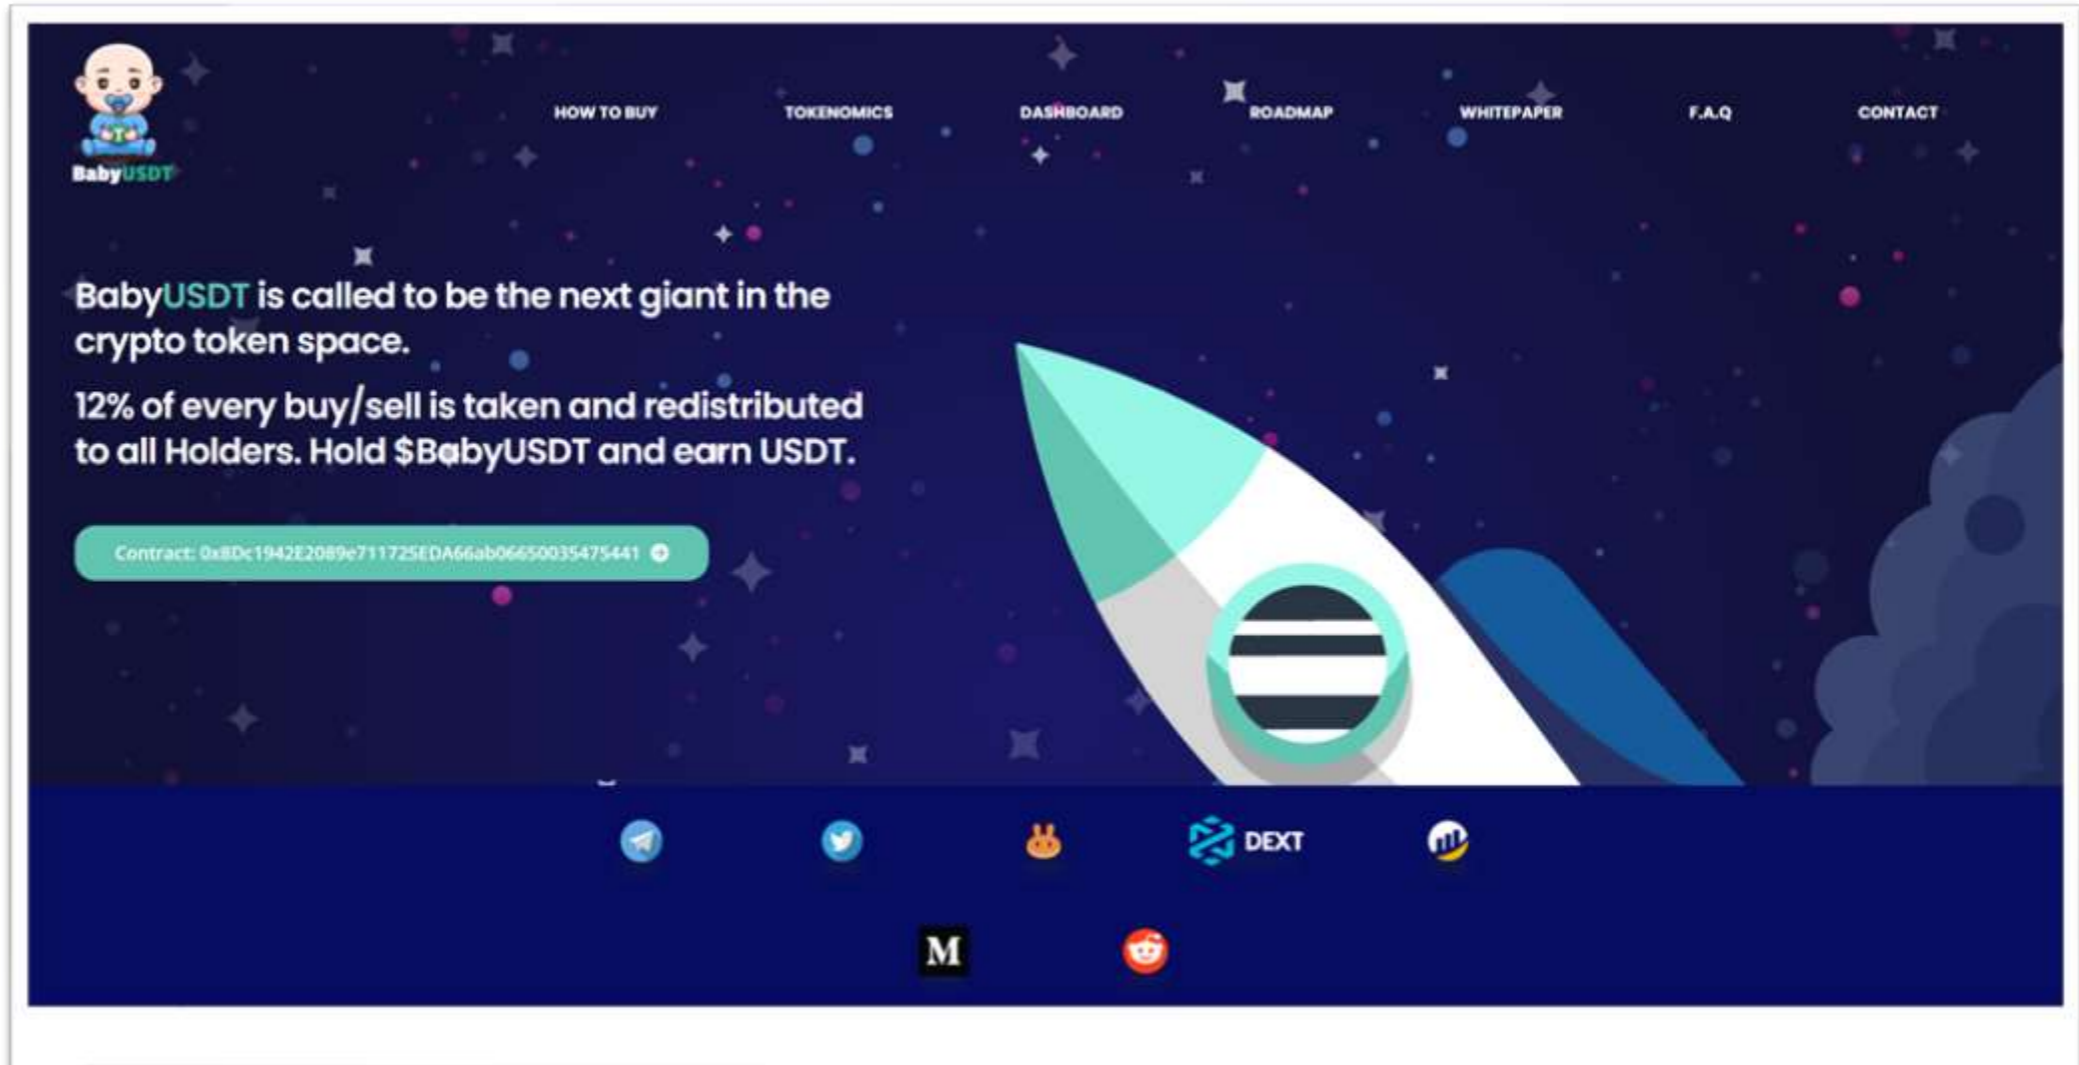 BabyUSDT
HOW TO BUY
TOKENOMICS
DASHBOARD
ROADMAP
WHITEPAPER
F.A.Q
CONTACT
BabyUSDT is called to be the next giant in the
crypto token space.
12% of every buy/sell is taken and redistributed
to all Holders. Hold $BabyUSDT and earn USDT.
Contract: 0x8Dc1942E2089e711725EDA66ab06650035475441
DEXT
M